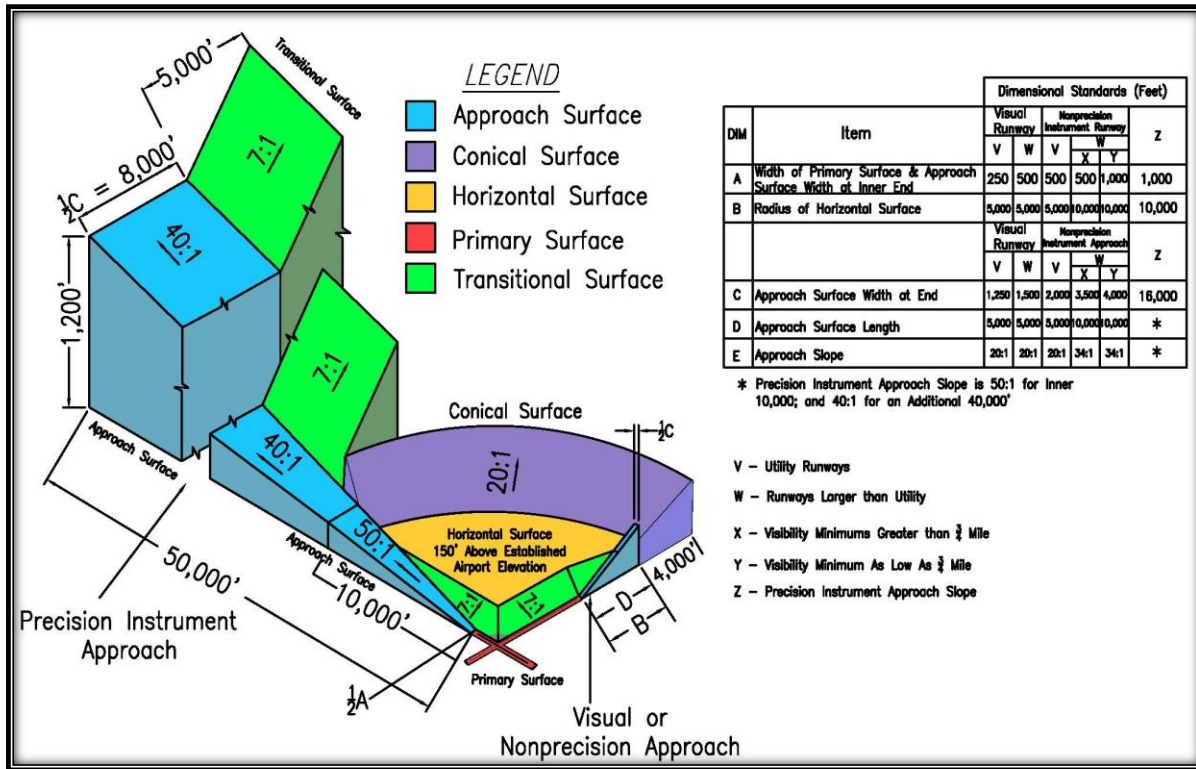 5,000'
Transitional Surface
7:1
½C = 8,000'
40:1
1,200'
Approach Surface
50,000'
Precision Instrument
Approach
LEGEND
Approach Surface
Conical Surface
Horizontal Surface
Primary Surface
Transitional Surface
7:1
40:1
50:1
Approach Surface
10,000'
½A
Conical Surface
20:1
Horizontal Surface
150' Above Established
Airport Elevation
7:1
7:1
Primary Surface
½C
4,000'
D
B
Visual or
Nonprecision Approach
Dimensional Standards (Feet)
DIM Item Visual Runway Nonprecision Instrument Runway Z
V W V W
X Y
A Width of Primary Surface & Approach Surface Width at Inner End 250 500 500 500 1,000 1,000
B Radius of Horizontal Surface 5,000 5,000 5,000 10,000 10,000 10,000
Visual Runway Nonprecision Instrument Approach Z
V W V W
X Y
C Approach Surface Width at End 1,250 1,500 2,000 3,500 4,000 16,000
D Approach Surface Length 5,000 5,000 5,000 10,000 10,000 *
E Approach Slope 20:1 20:1 20:1 34:1 34:1 *
* Precision Instrument Approach Slope is 50:1 for Inner
10,000; and 40:1 for an Additional 40,000'
V – Utility Runways
W – Runways Larger than Utility
X – Visibility Minimums Greater than ¾ Mile
Y – Visibility Minimum As Low As ¾ Mile
Z – Precision Instrument Approach Slope